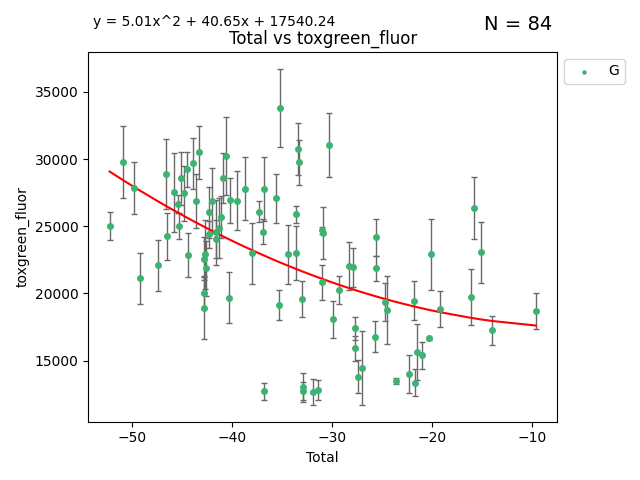 y = 5.01x^2 + 40.65x + 17540.24
N = 84
Total vs toxgreen_fluor
G
35000
30000
25000
20000
15000
toxgreen_fluor
−50 −40 −30 −20 −10
Total